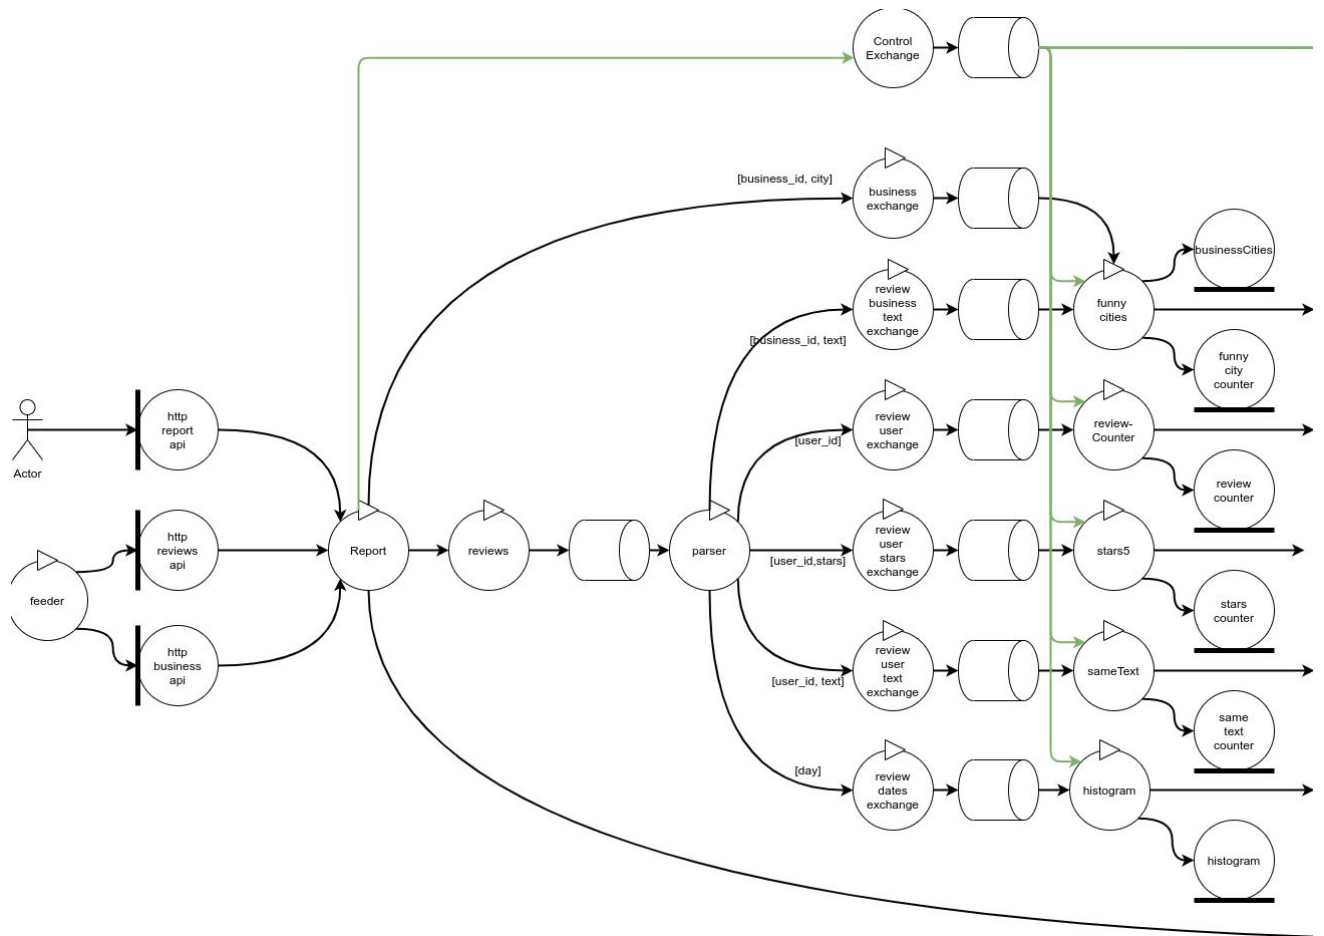 Control
Exchange
[business_id, city]
business
exchange
businessCities
review
business
text
exchange
funny
cities
[business_id, text]
funny
city
counter
http
report
api
review
user
exchange
[user_id]
review-
Counter
Actor
review
counter
http
reviews
api
Report
reviews
parser
review
user
stars
exchange
[user_id,stars]
stars5
feeder
stars
counter
http
business
api
review
user
text
exchange
[user_id, text]
sameText
same
text
counter
[day]
review
dates
exchange
histogram
histogram